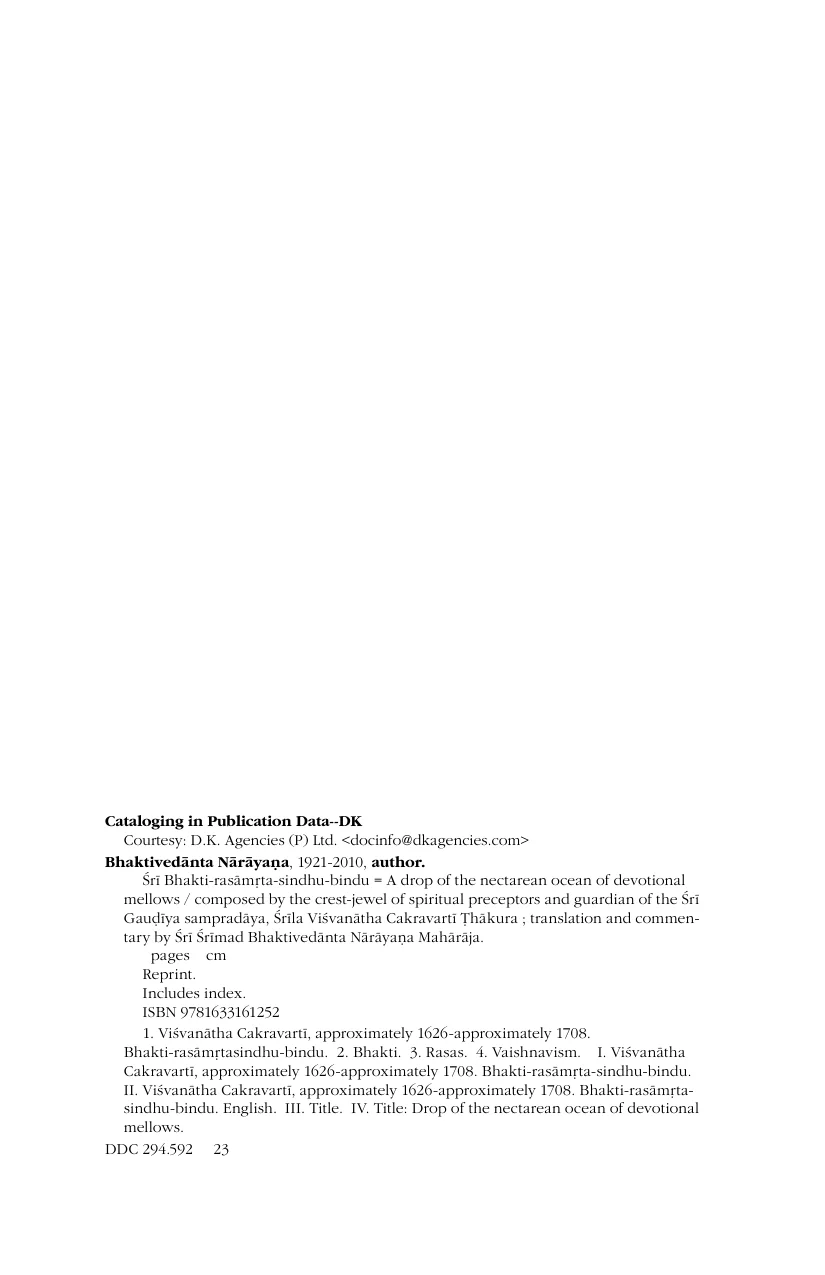 Cataloging in Publication Data--DK
Courtesy: D.K. Agencies (P) Ltd. <docinfo@dkagencies.com>
Bhaktivedānta Nārāyaṇa, 1921-2010, author.
Śrī Bhakti-rasāmṛta-sindhu-bindu = A drop of the nectarean ocean of devotional
mellows / composed by the crest-jewel of spiritual preceptors and guardian of the Śrī
Gauḍīya sampradāya, Śrīla Viśvanātha Cakravartī Ṭhākura ; translation and commen-
tary by Śrī Śrīmad Bhaktivedānta Nārāyaṇa Mahārāja.
pages cm
Reprint.
Includes index.
ISBN 9781633161252
1. Viśvanātha Cakravartī, approximately 1626-approximately 1708.
Bhakti-rasāmṛtasindhu-bindu. 2. Bhakti. 3. Rasas. 4. Vaishnavism. I. Viśvanātha
Cakravartī, approximately 1626-approximately 1708. Bhakti-rasāmṛta-sindhu-bindu.
II. Viśvanātha Cakravartī, approximately 1626-approximately 1708. Bhakti-rasāmṛta-
sindhu-bindu. English. III. Title. IV. Title: Drop of the nectarean ocean of devotional
mellows.
DDC 294.592 23